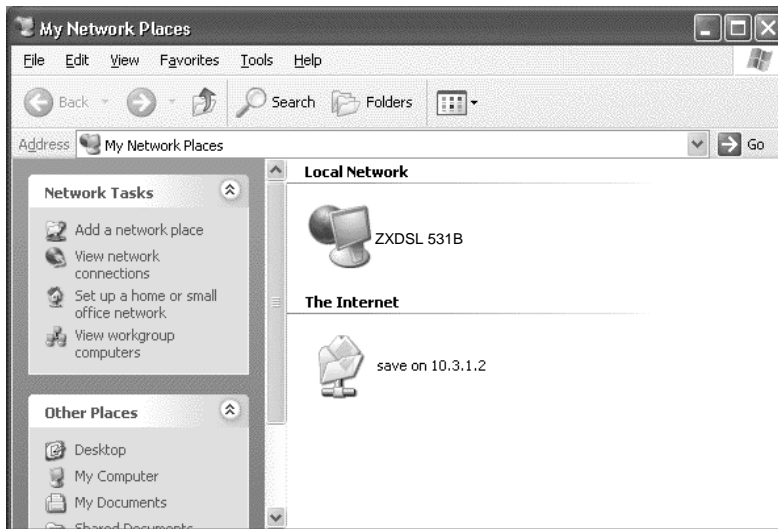 My Network Places
File Edit View Favorites Tools Help
Back Search Folders
Address My Network Places Go
Network Tasks
Add a network place
View network
connections
Set up a home or small
office network
View workgroup
computers
Other Places
Desktop
My Computer
My Documents
Shared Documents
Local Network
ZXDSL 531B
The Internet
save on 10.3.1.2